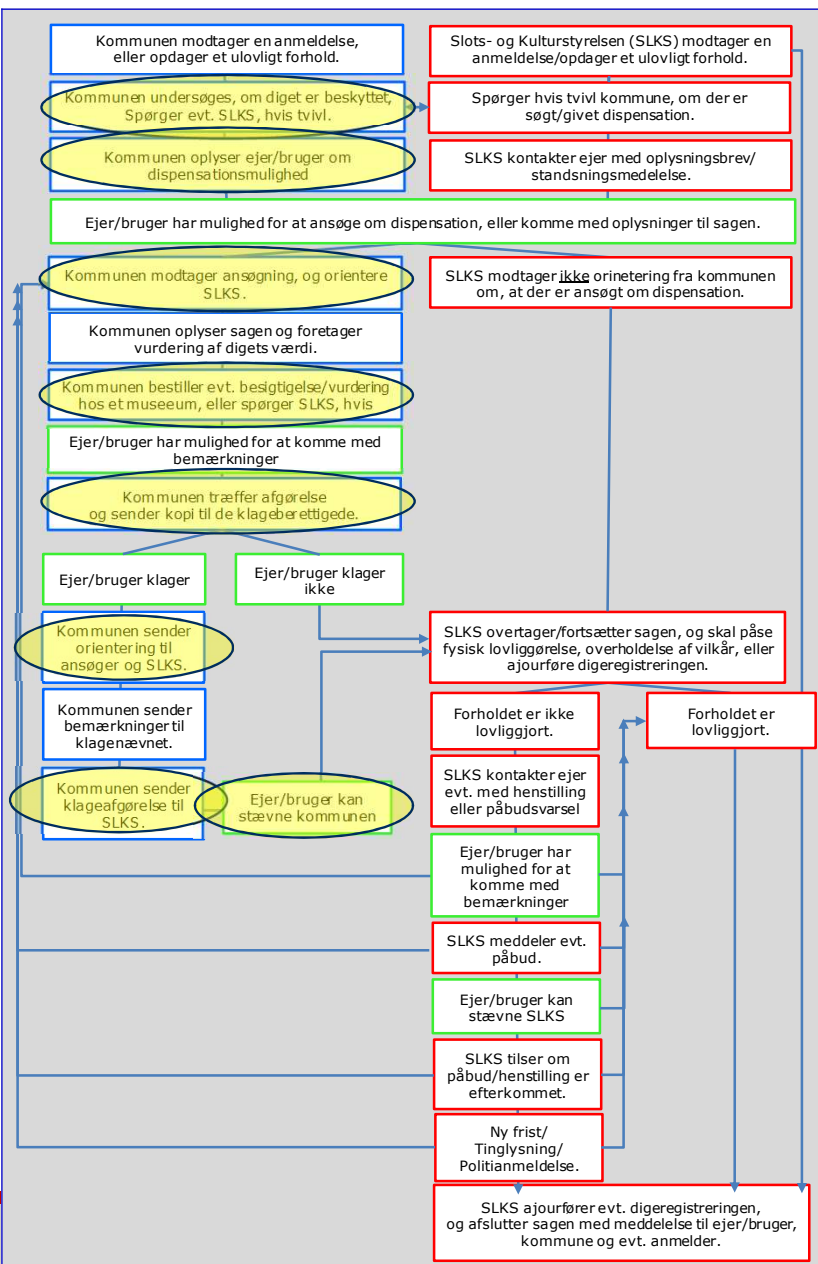 Kommunen modtager en anmeldelse,
eller opdager et ulovligt forhold.
Slots- og Kulturstyrelsen (SLKS) modtager en
anmeldelse/opdager et ulovligt forhold.
Kommunen undersøges, om diget er beskyttet,
Spørger evt. SLKS, hvis tvivl.
Spørger hvis tvivl kommune, om der er
søgt/givet dispensation.
Kommunen oplyser ejer/bruger om
dispensationsmulighed
SLKS kontakter ejer med oplysningsbrev/
standsningsmedelelse.
Ejer/bruger har mulighed for at ansøge om dispensation, eller komme med oplysninger til sagen.
Kommunen modtager ansøgning, og orientere
SLKS.
SLKS modtager ikke orinetering fra kommunen
om, at der er ansøgt om dispensation.
Kommunen oplyser sagen og foretager
vurdering af digets værdi.
Kommunen bestiller evt. besigtigelse/vurdering
hos et museeum, eller spørger SLKS, hvis
Ejer/bruger har mulighed for at komme med
bemærkninger
Kommunen træffer afgørelse
og sender kopi til de klageberettigede.
Ejer/bruger klager
Ejer/bruger klager
ikke
Kommunen sender
orientering til
ansøger og SLKS.
SLKS overtager/fortsætter sagen, og skal påse
fysisk lovliggørelse, overholdelse af vilkår, eller
ajourføre digeregistreringen.
Kommunen sender
bemærkninger til
klagenævnet.
Forholdet er ikke
lovliggjort.
Forholdet er
lovliggjort.
Kommunen sender
klageafgørelse til
SLKS.
Ejer/bruger kan
stævne kommunen
SLKS kontakter ejer
evt. med henstilling
eller påbudsvarsel
Ejer/bruger har
mulighed for at
komme med
bemærkninger
SLKS meddeler evt.
påbud.
Ejer/bruger kan
stævne SLKS
SLKS tilser om
påbud/henstilling er
efterkommet.
Ny frist/
Tinglysning/
Politianmeldelse.
SLKS ajourfører evt. digeregistreringen,
og afslutter sagen med meddelelse til ejer/bruger,
kommune og evt. anmelder.